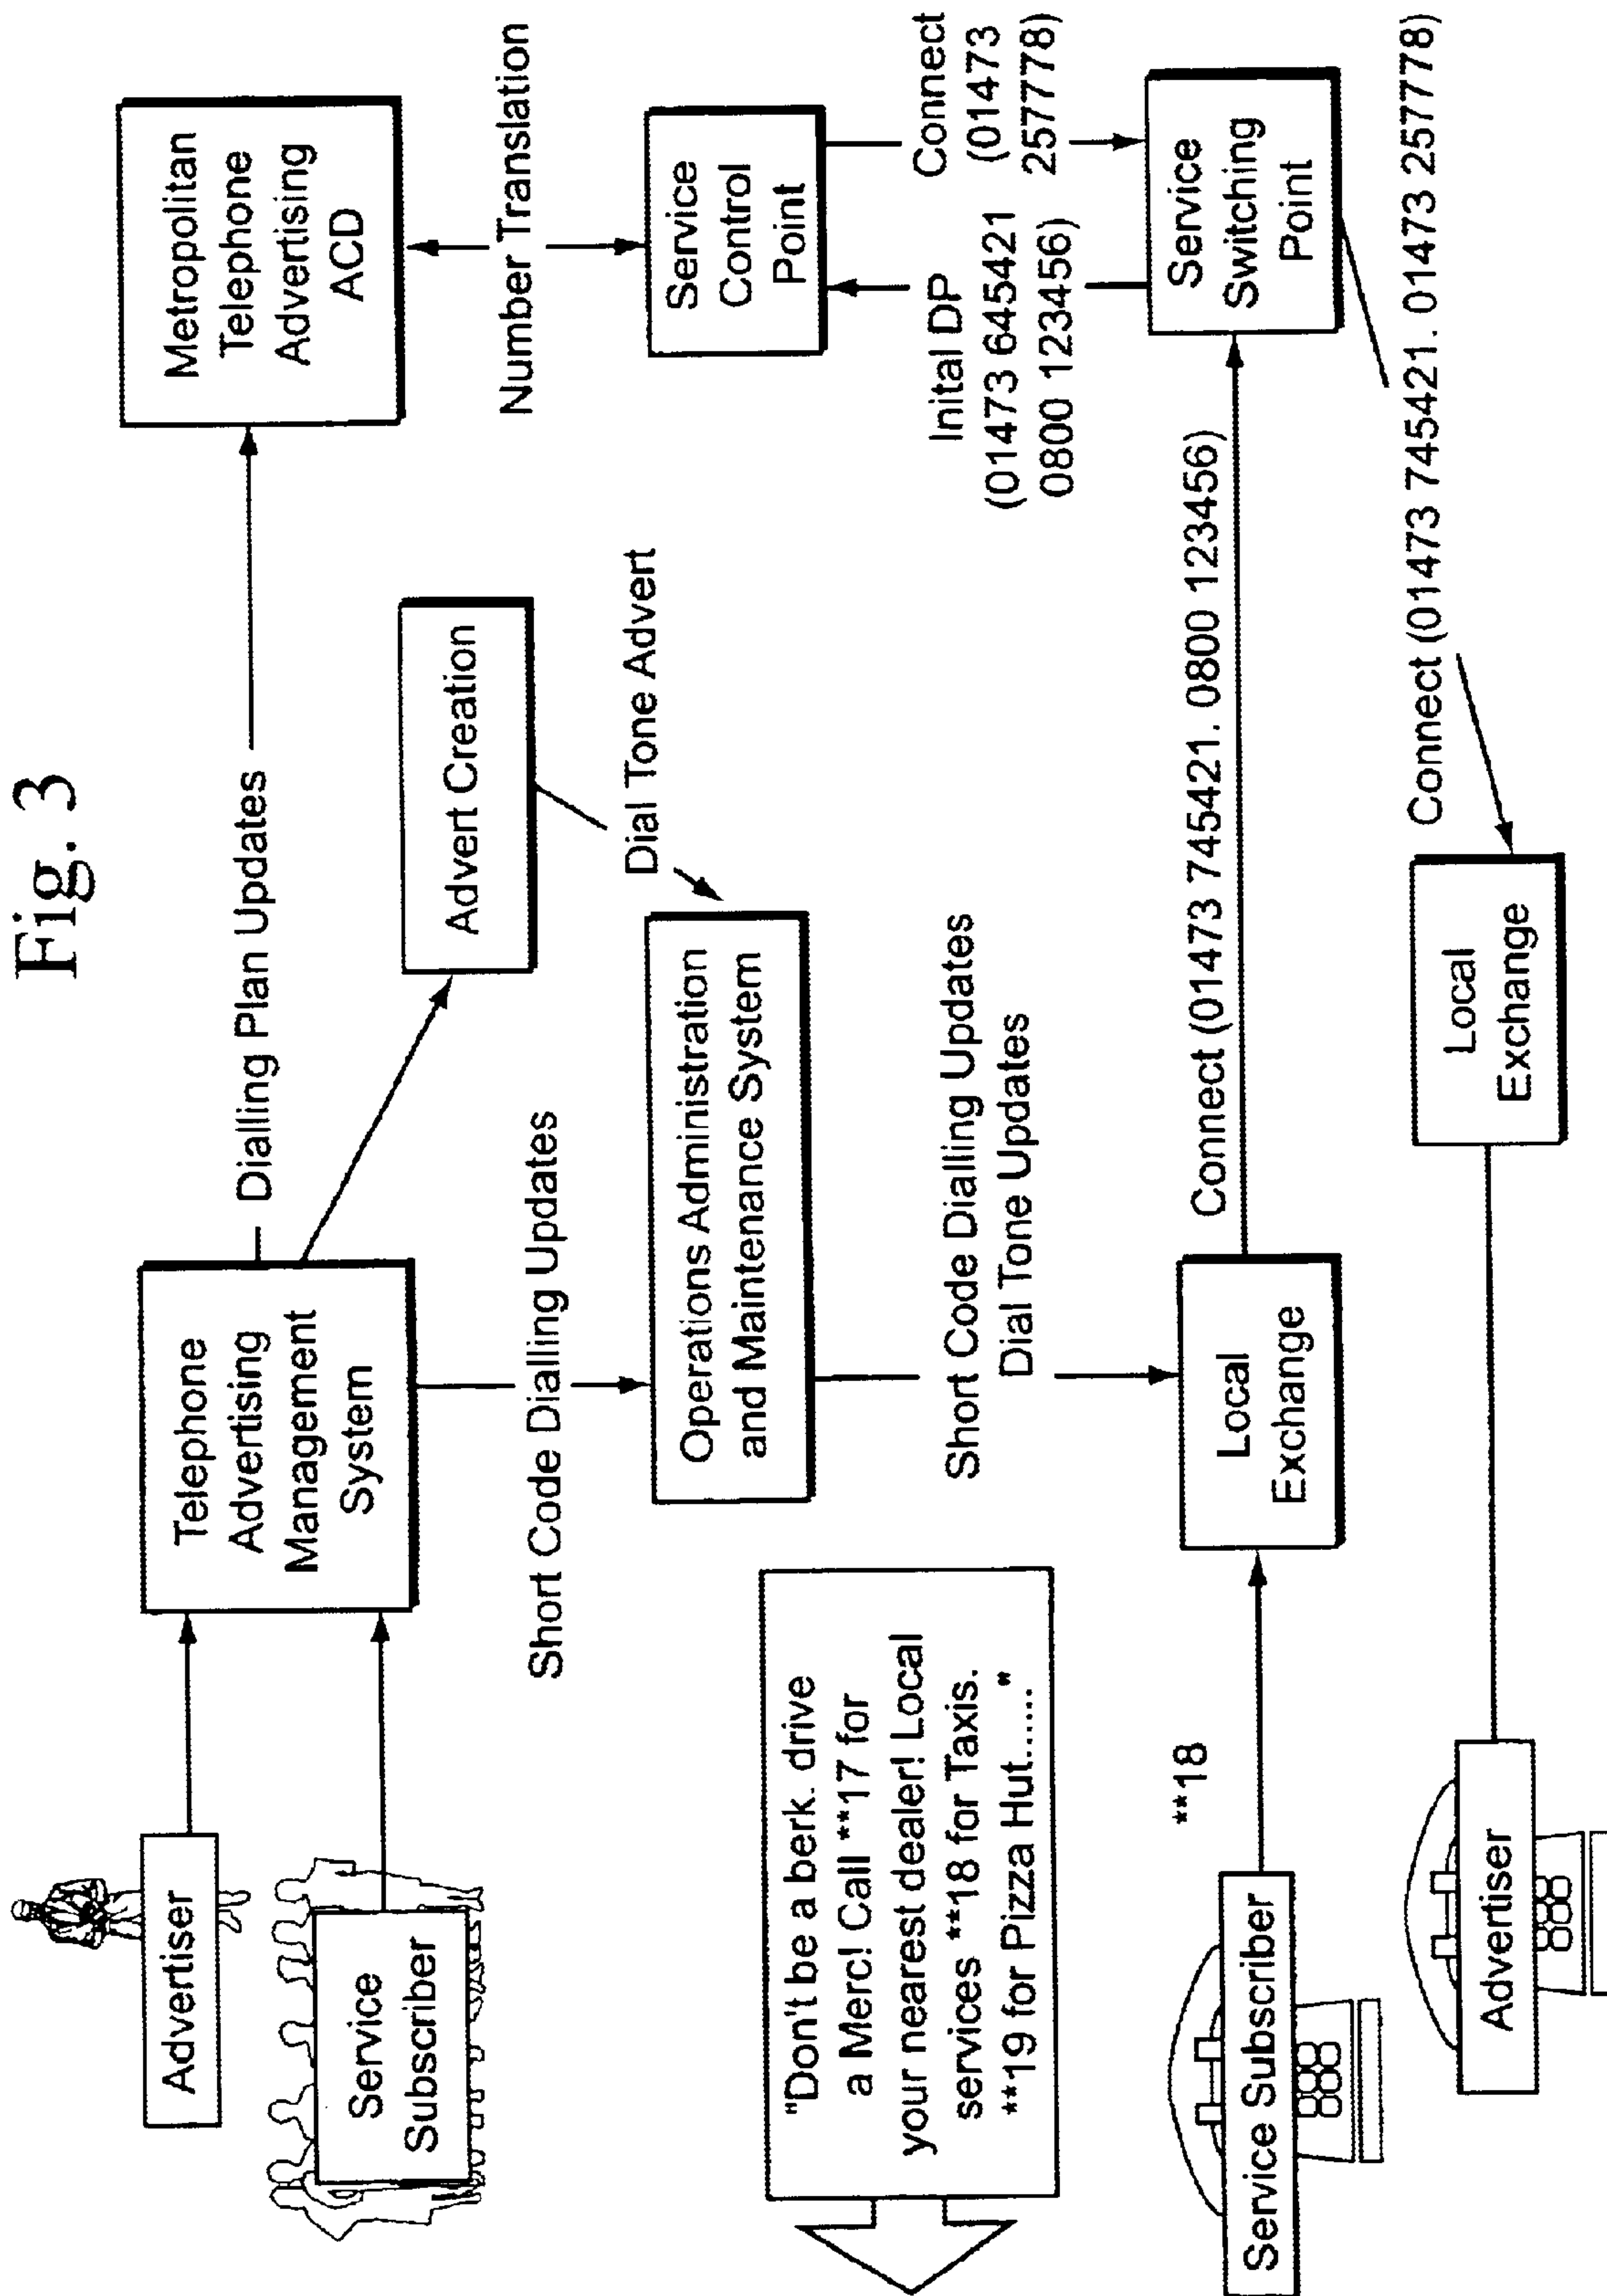 Fig. 3
Advertiser
Service
Subscriber
Telephone
Advertising
Management
System
Dialling Plan Updates
Metropolitan
Telephone
Advertising
ACD
Advert Creation
Dial Tone Advert
Number Translation
Short Code Dialling Updates
Operations Administration
and Maintenance System
Service
Control
Point
"Don't be a berk. drive
a Merc! Call **17 for
your nearest dealer! Local
services **18 for Taxis.
**19 for Pizza Hut......"
Short Code Dialling Updates
Dial Tone Updates
Inital DP
(01473 645421
0800 123456)
Connect
(01473
257778)
Service Subscriber
**18
Local
Exchange
Connect (01473 745421. 0800 123456)
Service
Switching
Point
Advertiser
Local
Exchange
Connect (01473 745421. 01473 257778)